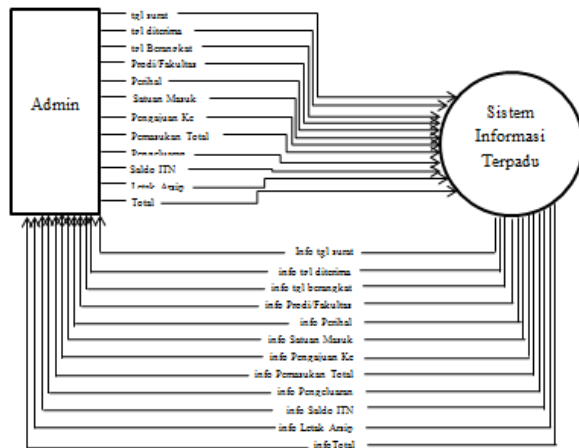 tgl surat
tgl diterima
tgl Berangkat
Prodi/Fakultas
Perihal
Satuan Masuk
Pengajuan Ke
Pemasukan Total
Pengeluaran
Saldo ITN
Letak Arsip
Total
Admin
Sistem
Informasi
Terpadu
Info tgl surat
info tgl diterima
info tgl berangkat
info Prodi/Fakultas
info Perihal
info Satuan Masuk
info Pengajuan Ke
info Pemasukan Total
info Pengeluaran
info Saldo ITN
info Letak Arsip
info Total